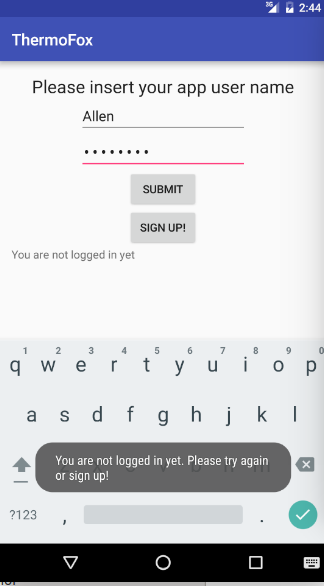 3G 2:44
ThermoFox
Please insert your app user name
Allen
••••••••
SUBMIT
SIGN UP!
You are not logged in yet
1 2 3 4 5 6 7 8 9 0
q w e r t y u i o p
a s d f g h j k l
You are not logged in yet. Please try again
or sign up!
?123 , .